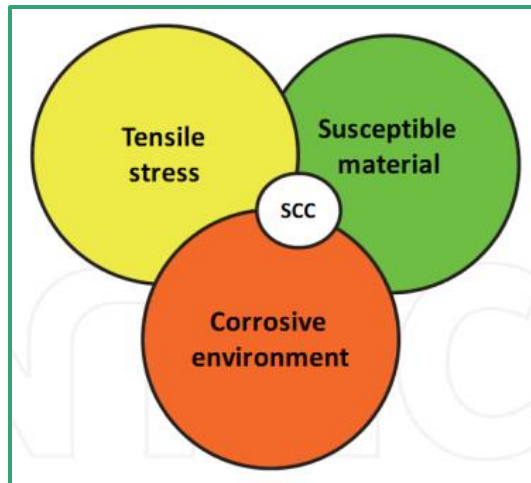 Tensile
stress
Susceptible
material
SCC
Corrosive
environment